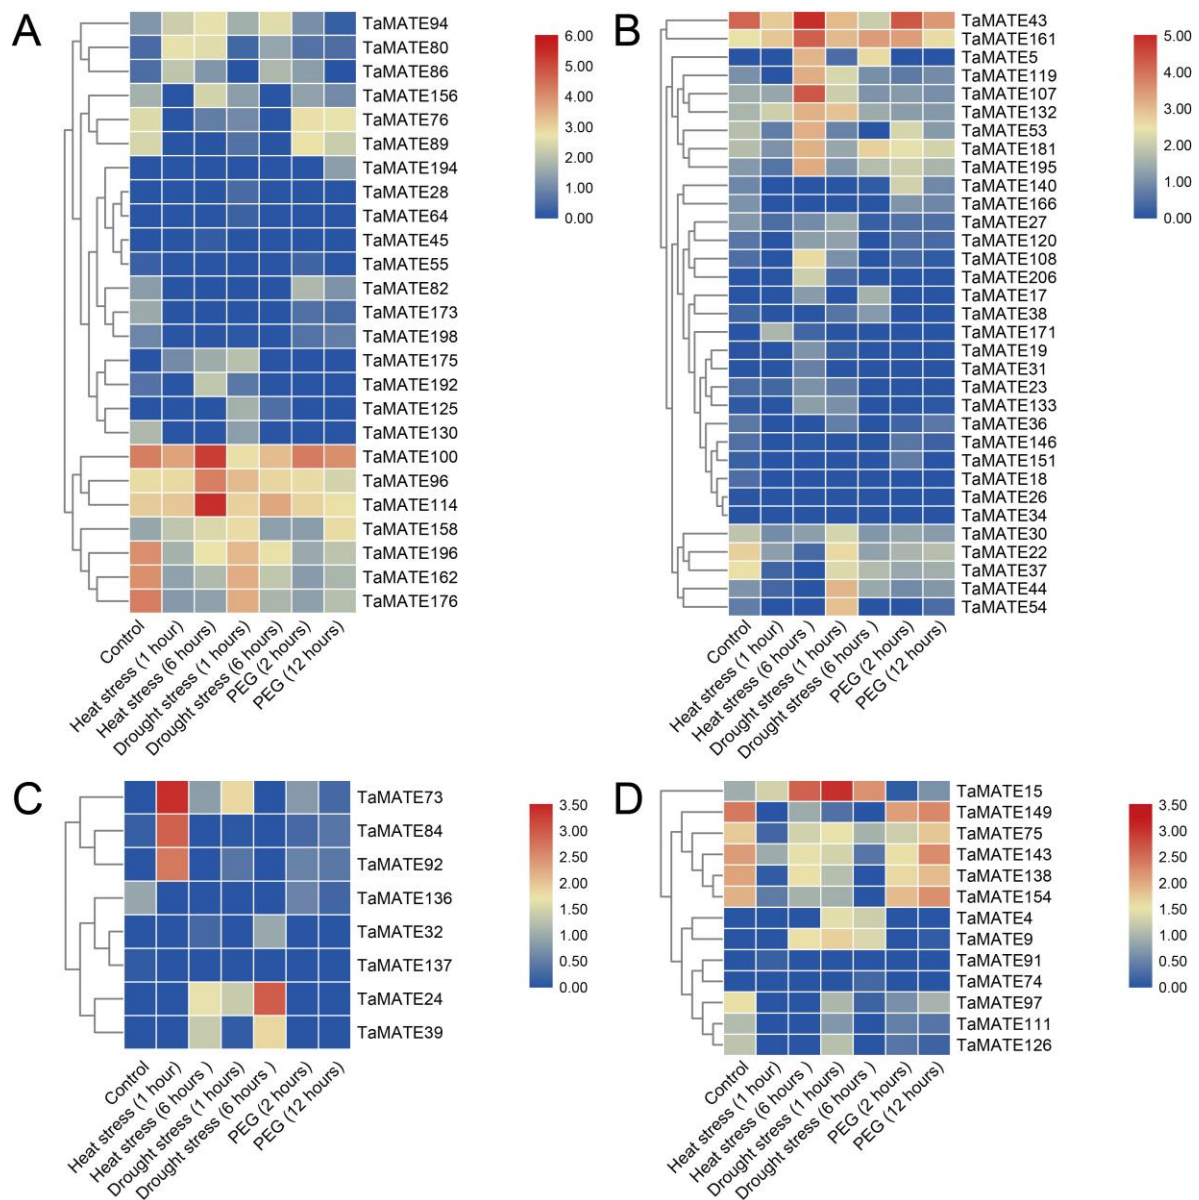 A
TaMATE94
TaMATE80
TaMATE86
TaMATE156
TaMATE76
TaMATE89
TaMATE194
TaMATE28
TaMATE64
TaMATE45
TaMATE55
TaMATE82
TaMATE173
TaMATE198
TaMATE175
TaMATE192
TaMATE125
TaMATE130
TaMATE100
TaMATE96
TaMATE114
TaMATE158
TaMATE196
TaMATE162
TaMATE176
6.00
5.00
4.00
3.00
2.00
1.00
0.00
Control
Heat stress (1 hour)
Heat stress (6 hours)
Drought stress (1 hours)
Drought stress (6 hours)
PEG (2 hours)
PEG (12 hours)
B
TaMATE43
TaMATE161
TaMATE5
TaMATE119
TaMATE107
TaMATE132
TaMATE53
TaMATE181
TaMATE195
TaMATE140
TaMATE166
TaMATE27
TaMATE120
TaMATE108
TaMATE206
TaMATE17
TaMATE38
TaMATE171
TaMATE19
TaMATE31
TaMATE23
TaMATE133
TaMATE36
TaMATE146
TaMATE151
TaMATE18
TaMATE26
TaMATE34
TaMATE30
TaMATE22
TaMATE37
TaMATE44
TaMATE54
5.00
4.00
3.00
2.00
1.00
0.00
Control
Heat stress (1 hour)
Heat stress (6 hours )
Drought stress (1 hours)
Drought stress (6 hours )
PEG (2 hours)
PEG (12 hours)
C
TaMATE73
TaMATE84
TaMATE92
TaMATE136
TaMATE32
TaMATE137
TaMATE24
TaMATE39
3.50
3.00
2.50
2.00
1.50
1.00
0.50
0.00
Control
Heat stress (1 hour)
Heat stress (6 hours )
Drought stress (1 hours)
Drought stress (6 hours )
PEG (2 hours)
PEG (12 hours)
D
TaMATE15
TaMATE149
TaMATE75
TaMATE143
TaMATE138
TaMATE154
TaMATE4
TaMATE9
TaMATE91
TaMATE74
TaMATE97
TaMATE111
TaMATE126
3.50
3.00
2.50
2.00
1.50
1.00
0.50
0.00
Control
Heat stress (1 hour)
Heat stress (6 hours )
Drought stress (1 hours)
Drought stress (6 hours )
PEG (2 hours)
PEG (12 hours)